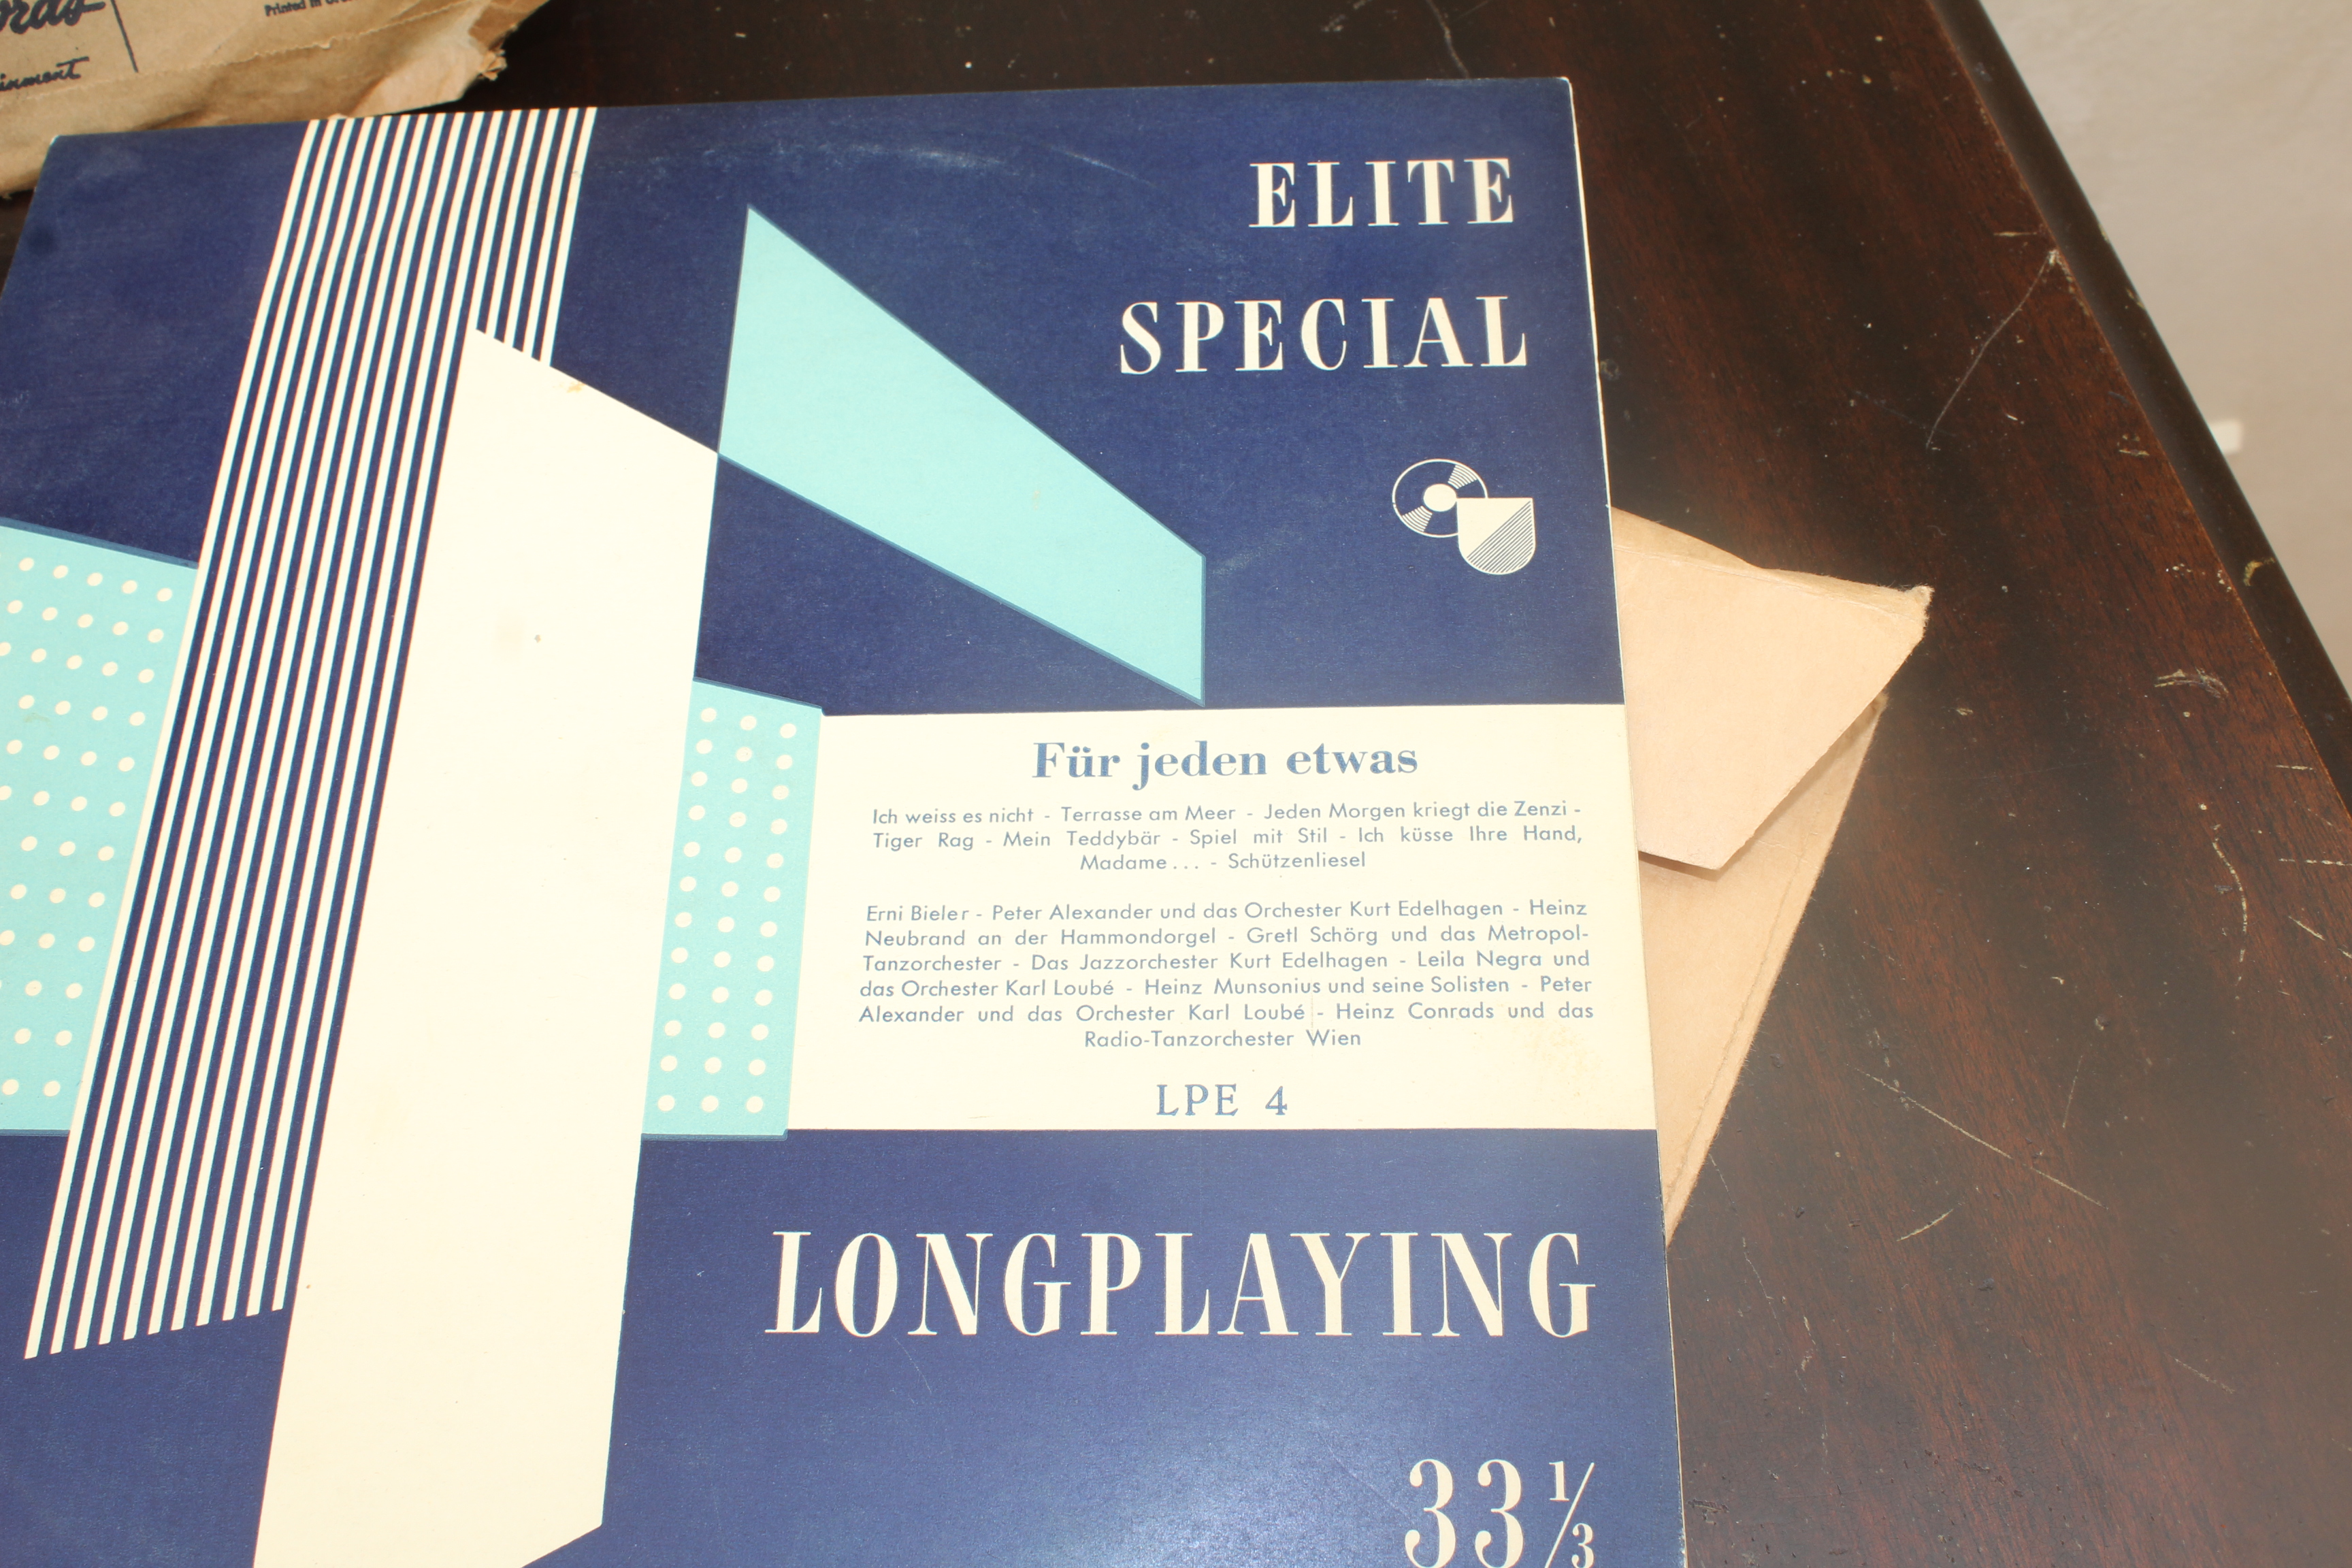 Printed in
ELITE
SPECIAL
Für jeden etwas
Ich weiss es nicht - Terrasse am Meer - Jeden Morgen kriegt die Zenzi -
Tiger Rag - Mein Teddybär - Spiel mit Stil - Ich küsse Ihre Hand,
Madame... - Schützenliesel
Erni Bieler - Peter Alexander und das Orchester Kurt Edelhagen - Heinz
Neubrand an der Hammondorgel - Gretl Schörg und das Metropol-
Tanzorchester - Das Jazzorchester Kurt Edelhagen - Leila Negra und
das Orchester Karl Loubé - Heinz Munsonius und seine Solisten - Peter
Alexander und das Orchester Karl Loubé - Heinz Conrads und das
Radio-Tanzorchester Wien
LPE 4
LONGPLAYING
33 1/3